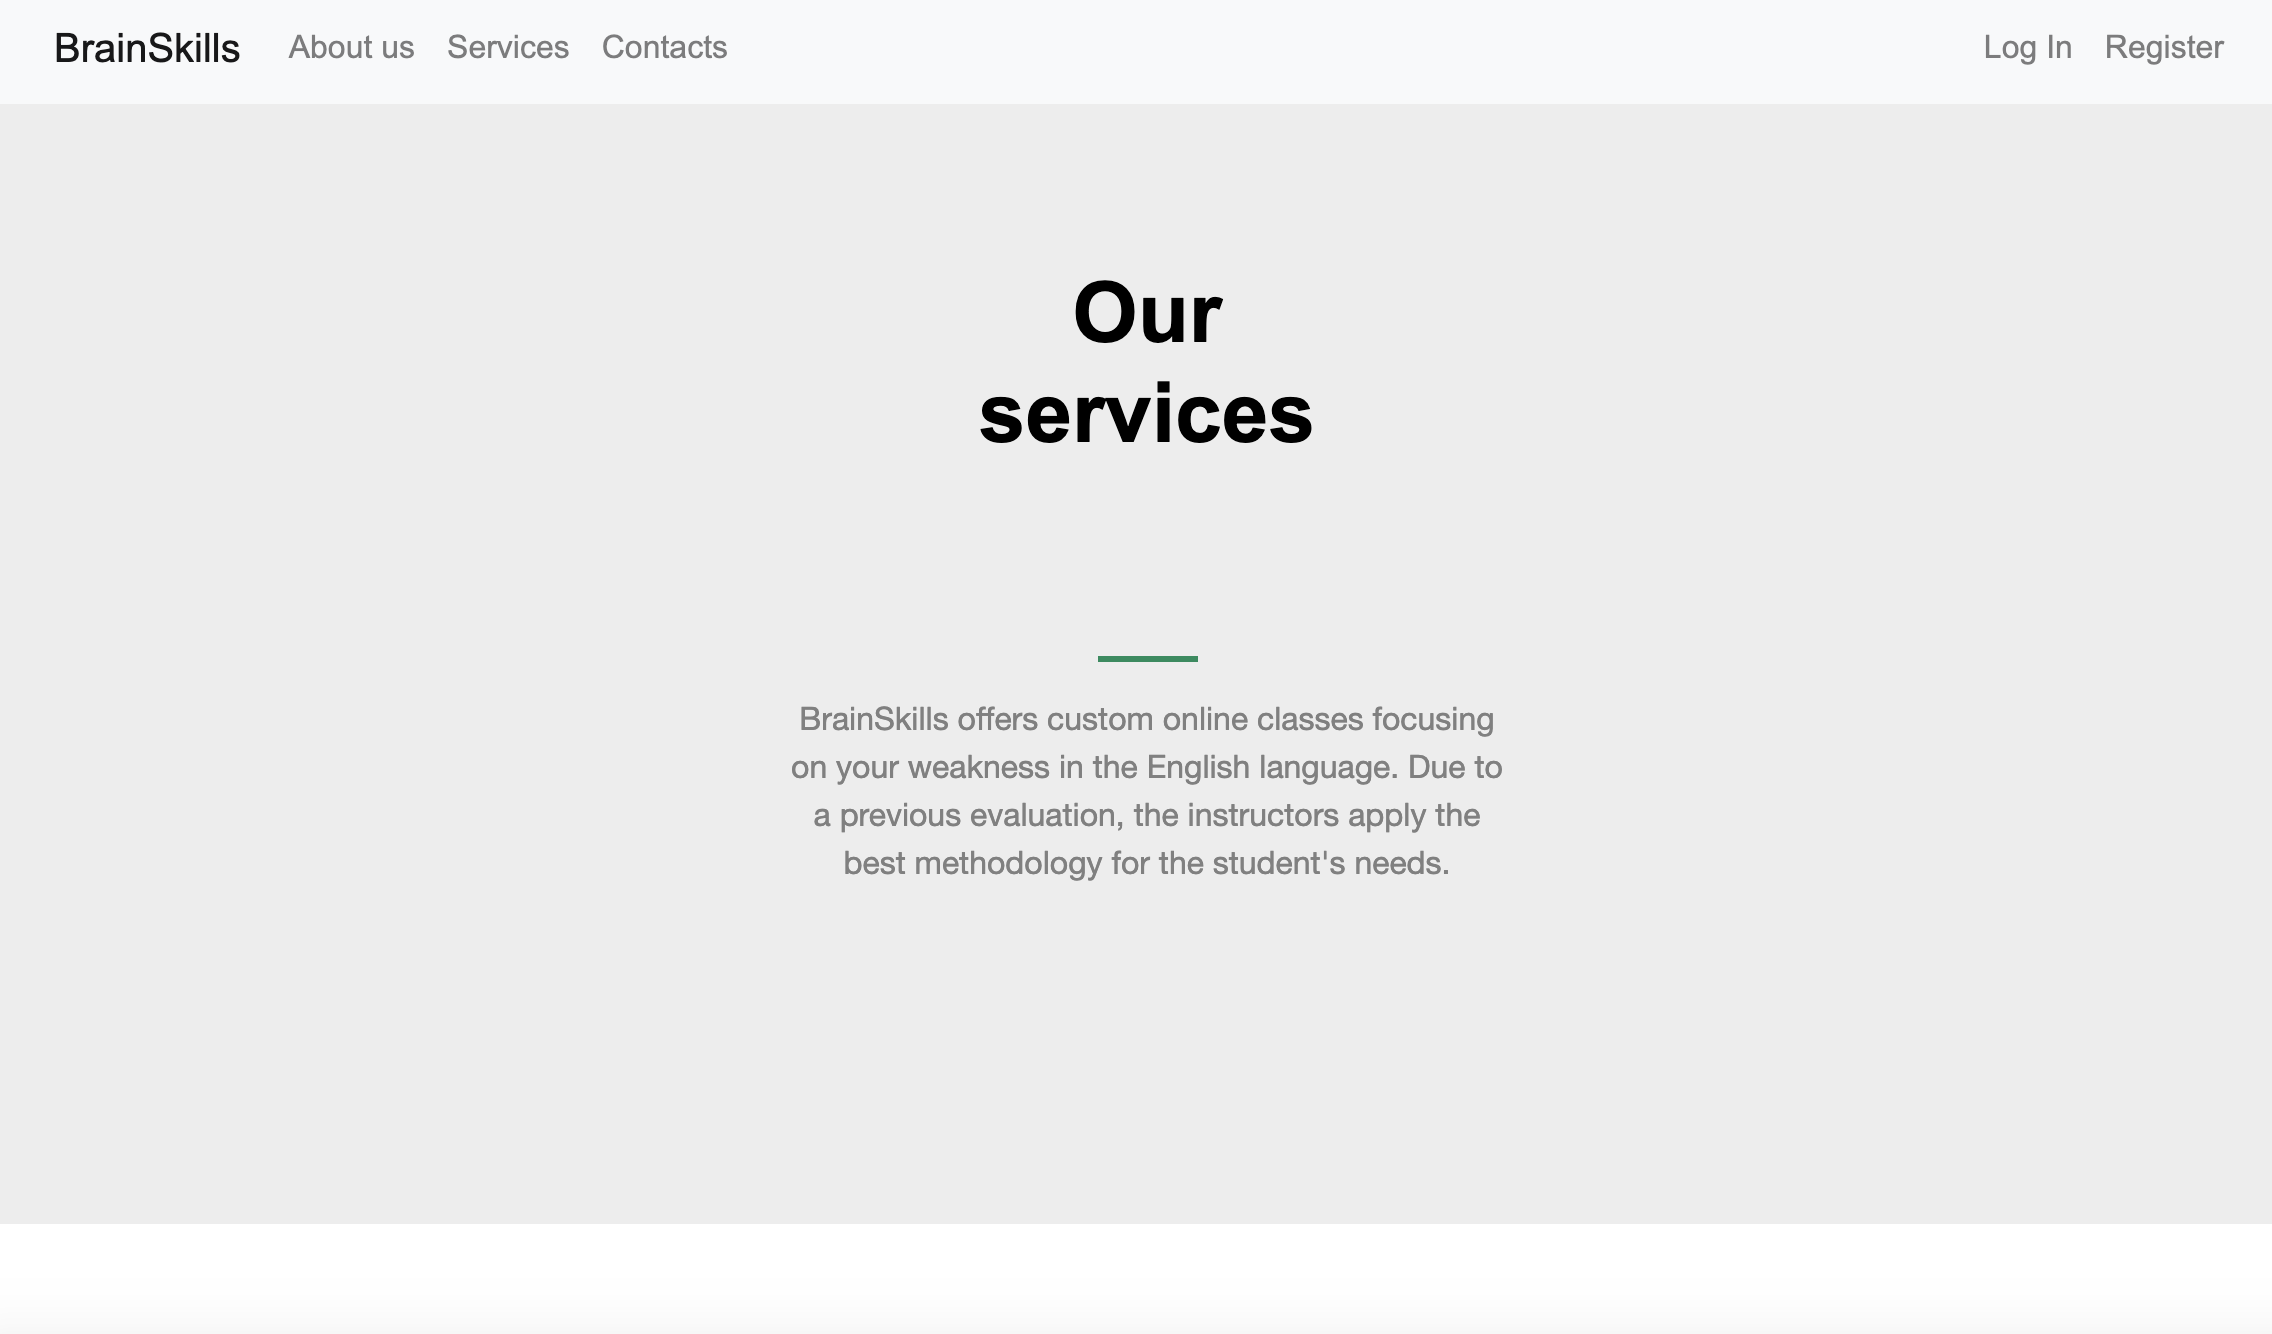 BrainSkills About us Services Contacts Log In Register
Our
services
BrainSkills offers custom online classes focusing
on your weakness in the English language. Due to
a previous evaluation, the instructors apply the
best methodology for the student's needs.